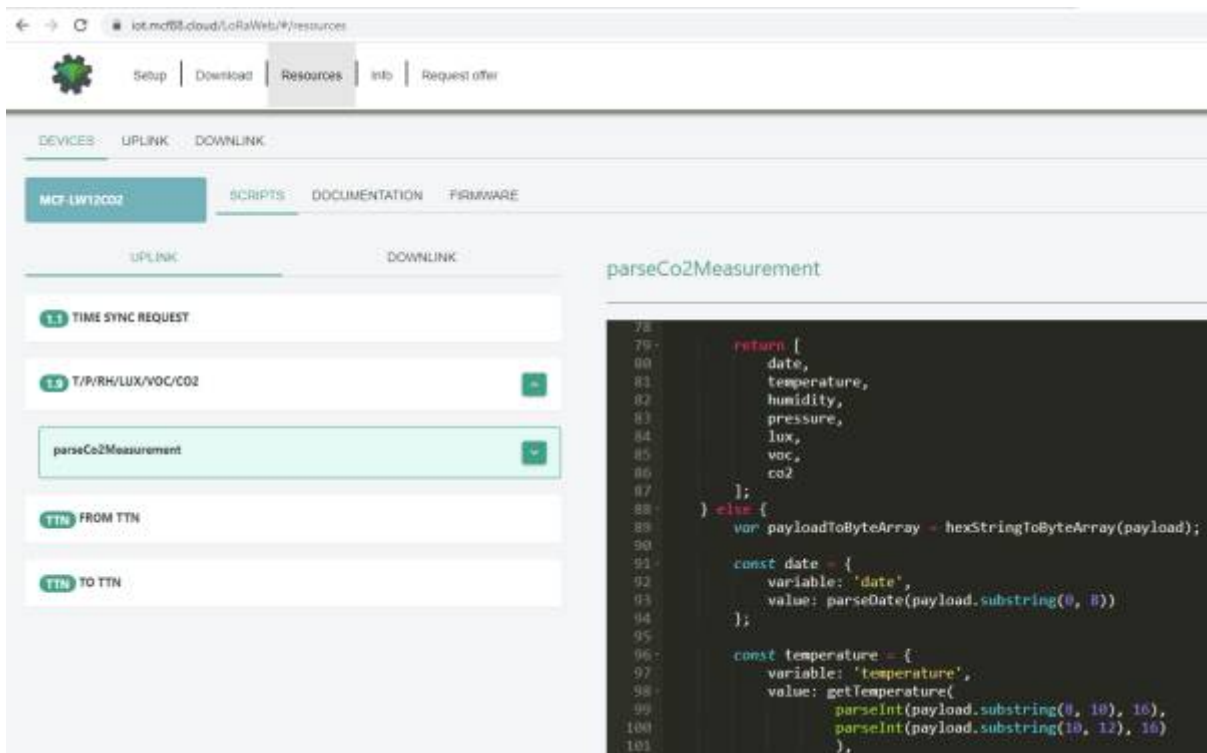 iot.mcf88.cloud/LoRaWeb/#/resources
Setup Download Resources Info Request offer
DEVICES UPLINK DOWNLINK
MCF-LW12CO2 SCRIPTS DOCUMENTATION FIRMWARE
UPLINK DOWNLINK
1.1 TIME SYNC REQUEST
1.9 T/P/RH/LUX/VOC/CO2
parseCo2Measurement
TTN FROM TTN
TTN TO TTN
parseCo2Measurement
78
79 return [
80 date,
81 temperature,
82 humidity,
83 pressure,
84 lux,
85 voc,
86 co2
87 ];
88 } else {
89 var payloadToByteArray = hexStringToByteArray(payload);
90
91 const date = {
92 variable: 'date',
93 value: parseDate(payload.substring(0, 8))
94 };
95
96 const temperature = {
97 variable: 'temperature',
98 value: getTemperature(
99 parseInt(payload.substring(8, 10), 16),
100 parseInt(payload.substring(10, 12), 16)
101 ),